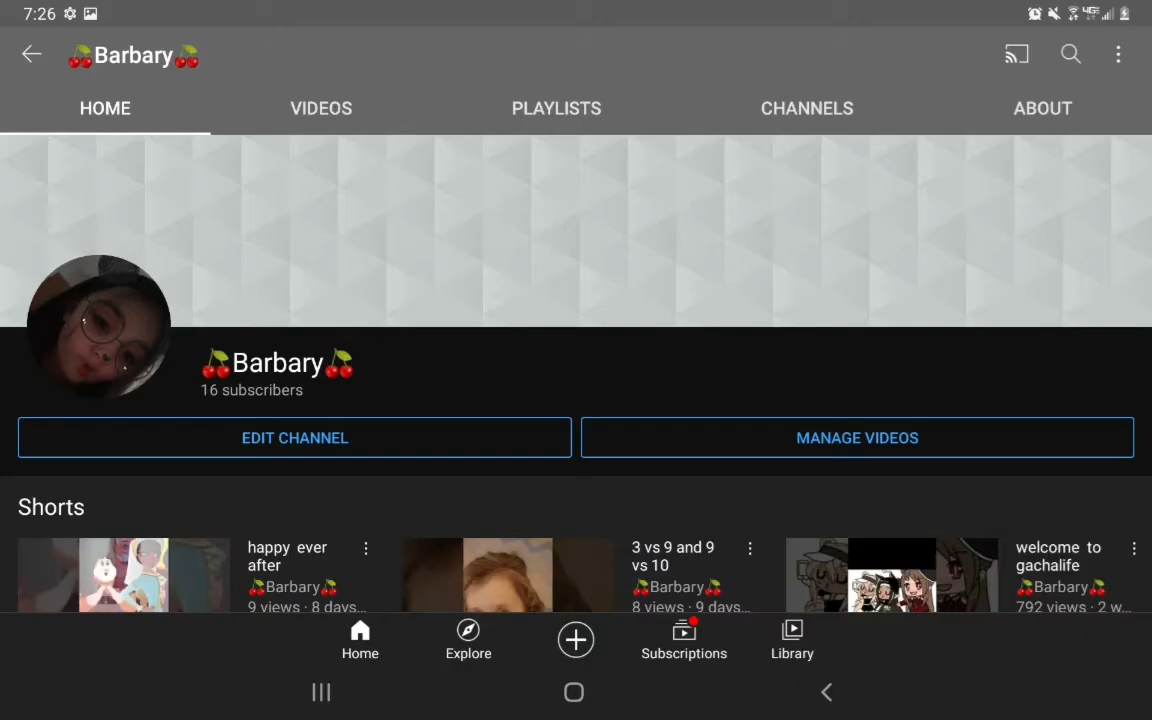 7:26
4GE
🍒Barbary🍒
HOME VIDEOS PLAYLISTS CHANNELS ABOUT
🍒Barbary🍒
16 subscribers
EDIT CHANNEL MANAGE VIDEOS
Shorts
happy ever
after
🍒Barbary🍒
9 views · 8 days...
3 vs 9 and 9
vs 10
🍒Barbary🍒
8 views · 9 days...
welcome to
gachalife
🍒Barbary🍒
792 views · 2 w...
Home Explore Subscriptions Library